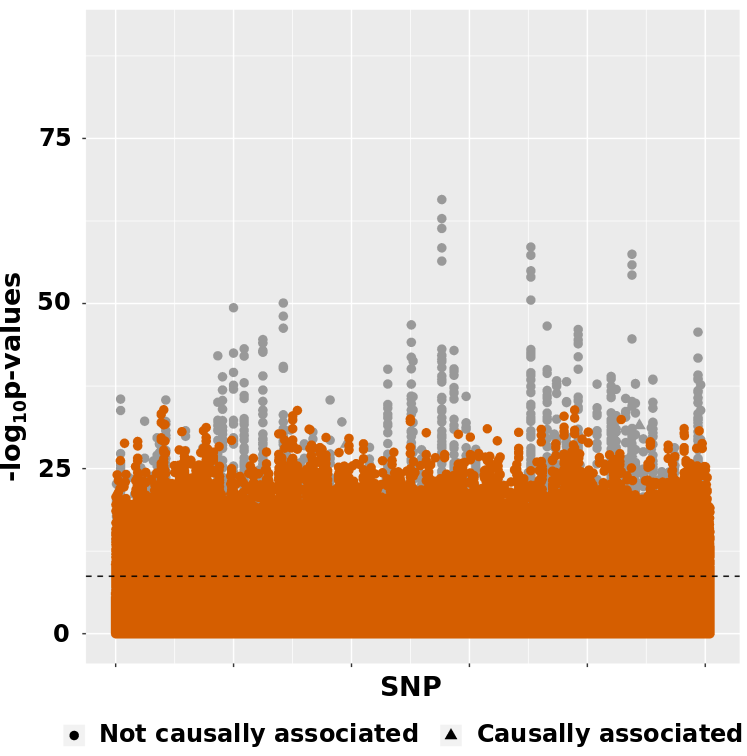 75
50
25
0
-log₁₀p-values
SNP
Not causally associated
Causally associated